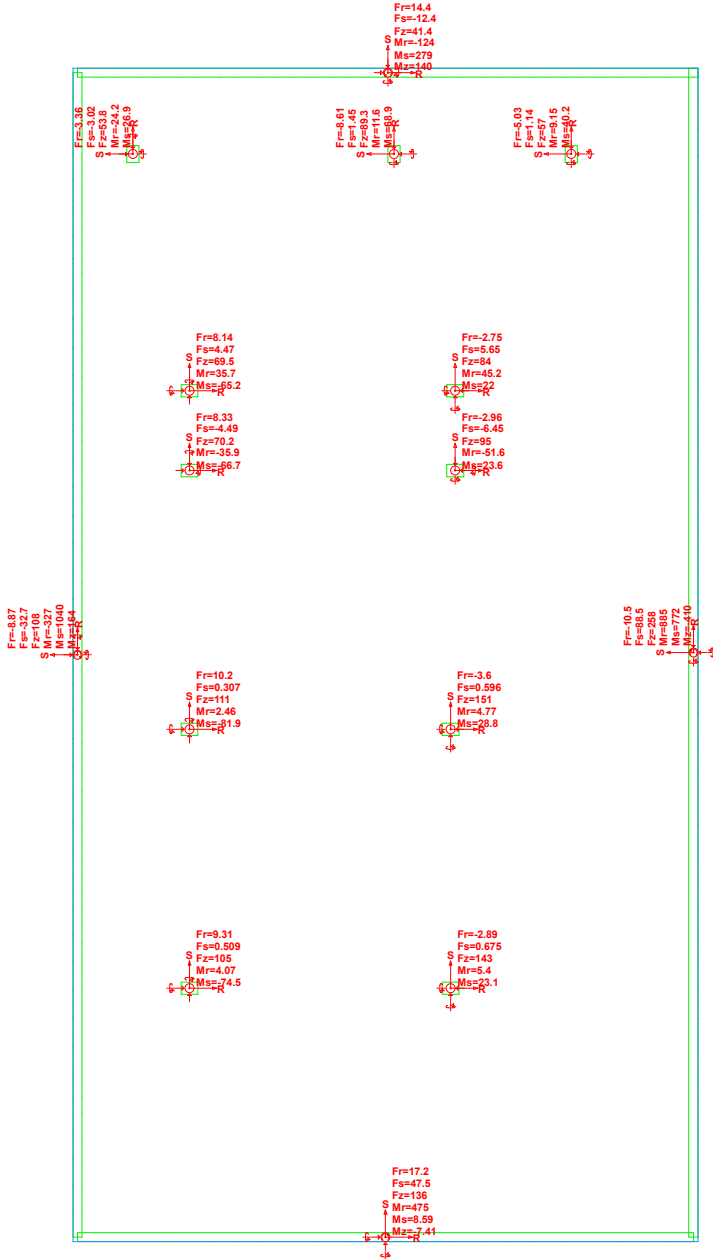 Fr=14.4
Fs=-12.4
Fz=41.4
Mr=-124
Ms=279
Mz=140
S
R
Fr=-3.36
Fs=-3.02
Fz=53.8
Mr=-24.2
Ms=26.9
R
S
Fr=-8.61
Fs=1.45
Fz=89.3
Mr=11.6
Ms=68.9
R
S
Fr=-5.03
Fs=1.14
Fz=57
Mr=9.15
Ms=40.2
R
S
Fr=8.14
Fs=4.47
Fz=69.5
Mr=35.7
Ms=-65.2
S
R
Fr=-2.75
Fs=5.65
Fz=84
Mr=45.2
Ms=22
S
R
Fr=8.33
Fs=-4.49
Fz=70.2
Mr=-35.9
Ms=-66.7
S
R
Fr=-2.96
Fs=-6.45
Fz=95
Mr=-51.6
Ms=23.6
S
R
Fr=-8.87
Fs=-32.7
Fz=108
Mr=-327
Ms=1040
Mz=164
R
S
Fr=-10.5
Fs=88.5
Fz=258
Mr=885
Ms=772
Mz=-410
R
S
Fr=10.2
Fs=0.307
Fz=111
Mr=2.46
Ms=-81.9
S
R
Fr=-3.6
Fs=0.596
Fz=151
Mr=4.77
Ms=28.8
S
R
Fr=9.31
Fs=0.509
Fz=105
Mr=4.07
Ms=-74.5
S
R
Fr=-2.89
Fs=0.675
Fz=143
Mr=5.4
Ms=23.1
S
R
Fr=17.2
Fs=47.5
Fz=136
Mr=475
Ms=8.59
Mz=-7.41
S
R